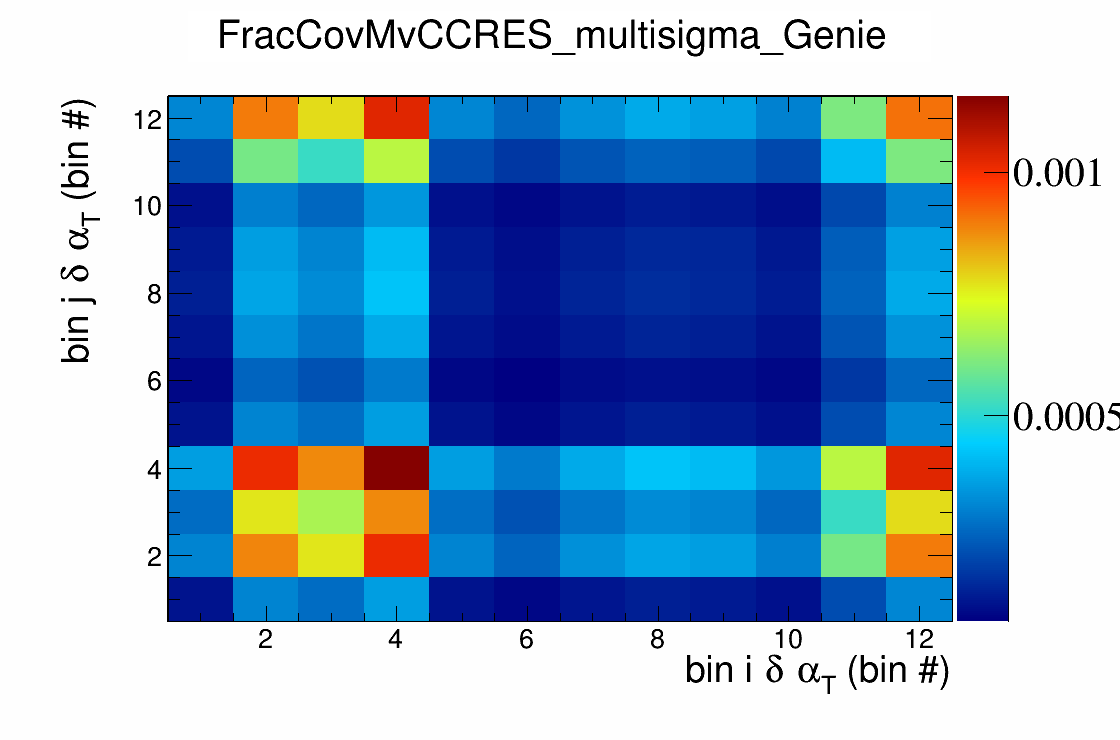 FracCovMvCCRES_multisigma_Genie
bin j δ α_T (bin #)
12
10
8
6
4
2
2 4 6 8 10 12
bin i δ α_T (bin #)
0.001
0.0005